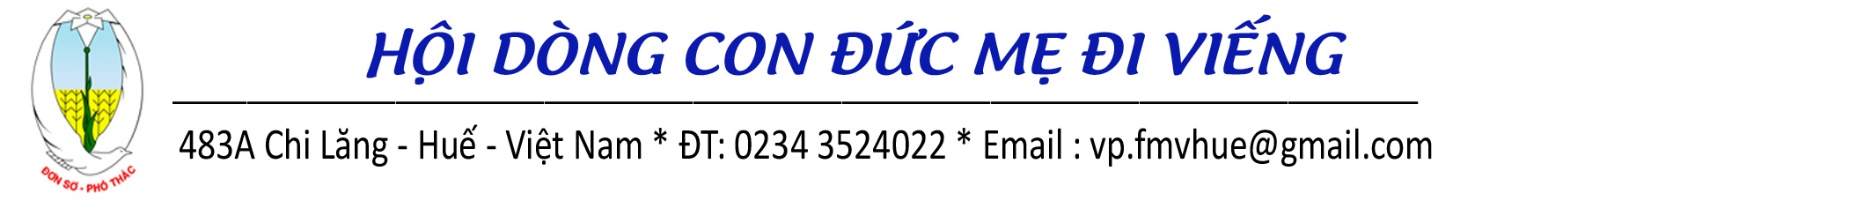 HỘI DÒNG CON ĐỨC MẸ ĐI VIẾNG
483A Chi Lăng - Huế - Việt Nam * ĐT: 0234 3524022 * Email : vp.fmvhue@gmail.com
ĐƠN SƠ - PHÓ THÁC